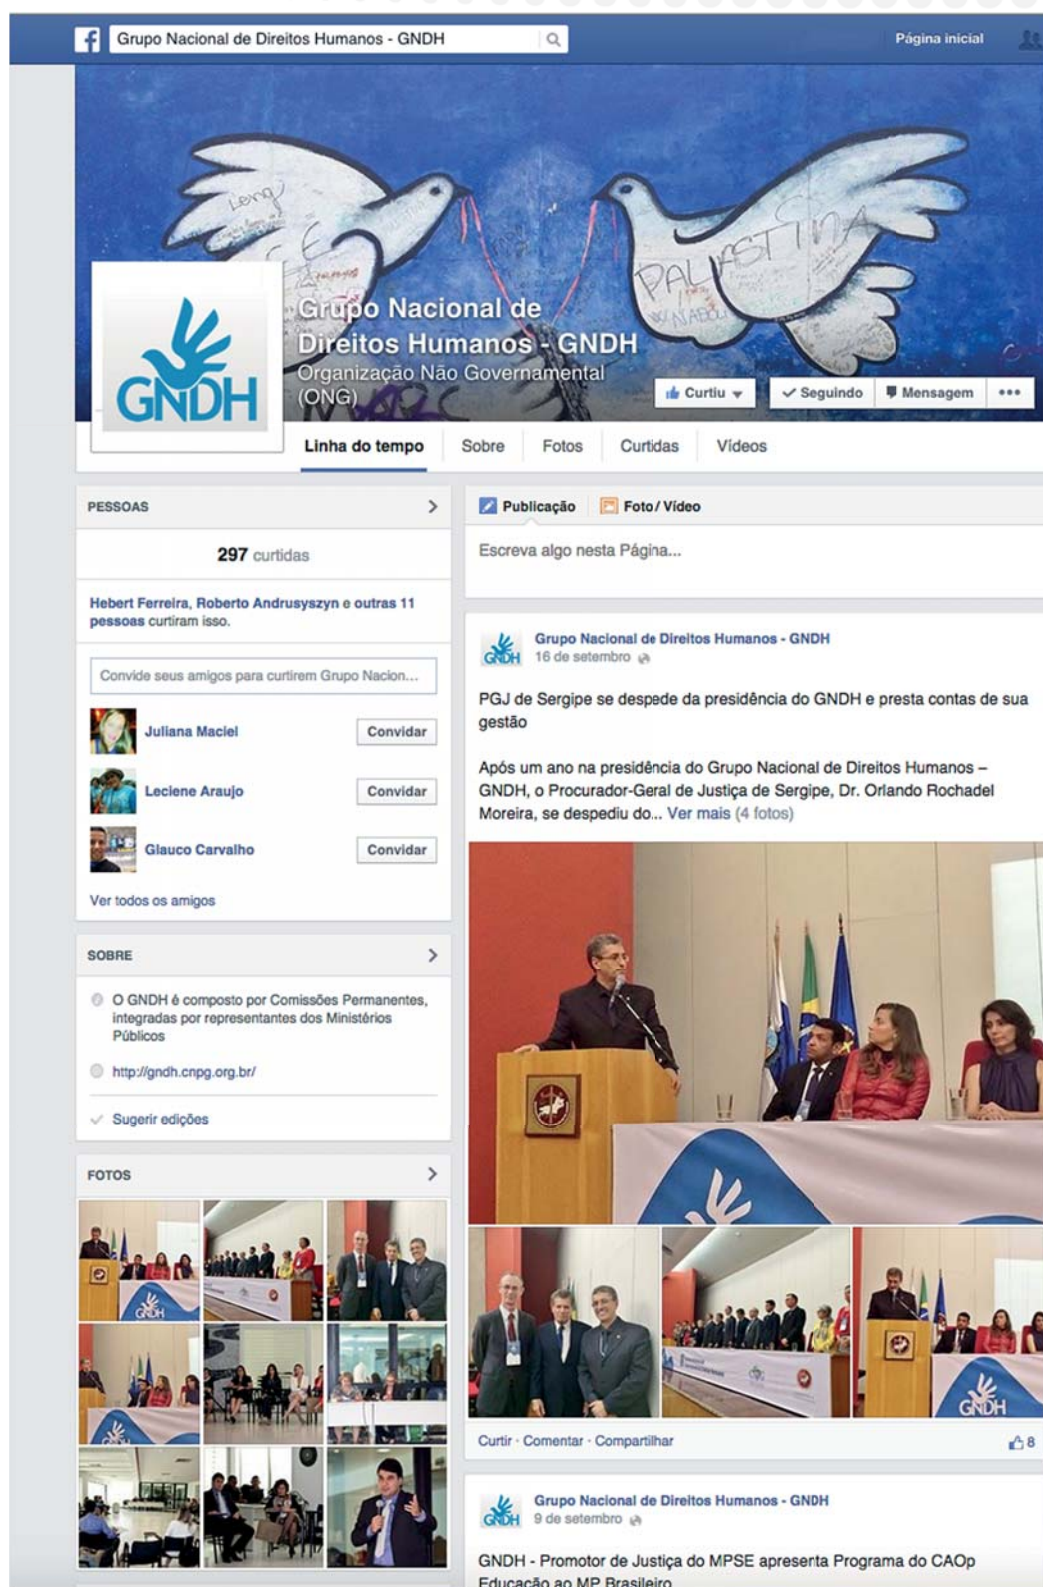 Grupo Nacional de Direitos Humanos - GNDH
Página inicial
Leng
PALASTINA
GNDH
Grupo Nacional de
Direitos Humanos - GNDH
Organização Não Governamental
(ONG)
Curtiu
Seguindo
Mensagem
Linha do tempo
Sobre
Fotos
Curtidas
Vídeos
PESSOAS
297 curtidas
Hebert Ferreira, Roberto Andrusyszyn e outras 11
pessoas curtiram isso.
Convide seus amigos para curtirem Grupo Nacion...
Juliana Maciel
Convidar
Leciene Araujo
Convidar
Glauco Carvalho
Convidar
Ver todos os amigos
SOBRE
O GNDH é composto por Comissões Permanentes,
integradas por representantes dos Ministérios
Públicos
http://gndh.cnpg.org.br/
Sugerir edições
FOTOS
GNDH
Publicação
Foto / Vídeo
Escreva algo nesta Página...
GNDH
Grupo Nacional de Direitos Humanos - GNDH
16 de setembro
PGJ de Sergipe se despede da presidência do GNDH e presta contas de sua
gestão
Após um ano na presidência do Grupo Nacional de Direitos Humanos –
GNDH, o Procurador-Geral de Justiça de Sergipe, Dr. Orlando Rochadel
Moreira, se despediu do... Ver mais (4 fotos)
GNDH
Curtir · Comentar · Compartilhar
8
GNDH
Grupo Nacional de Direitos Humanos - GNDH
9 de setembro
GNDH - Promotor de Justiça do MPSE apresenta Programa do CAOp
Educação ao MP Brasileiro